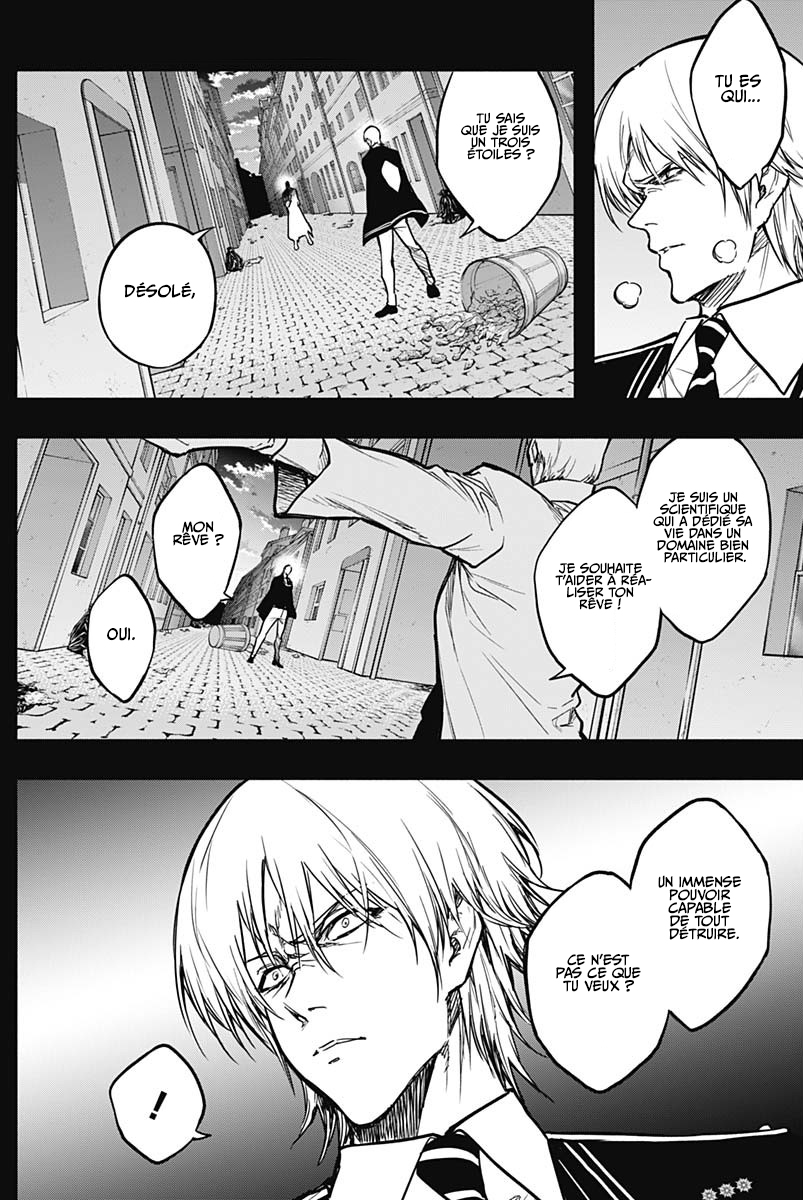 TU ES
QUI...
TU SAIS
QUE JE SUIS
UN TROIS
ÉTOILES ?
DÉSOLÉ,
JE SUIS UN
SCIENTIFIQUE
QUI A DÉDIÉ SA
VIE DANS UN
DOMAINE BIEN
PARTICULIER.
JE SOUHAITE
T'AIDER À RÉA-
LISER TON
RÊVE !
MON
RÊVE ?
OUI.
UN IMMENSE
POUVOIR
CAPABLE
DE TOUT
DÉTRUIRE.
CE N'EST
PAS CE QUE
TU VEUX ?
!